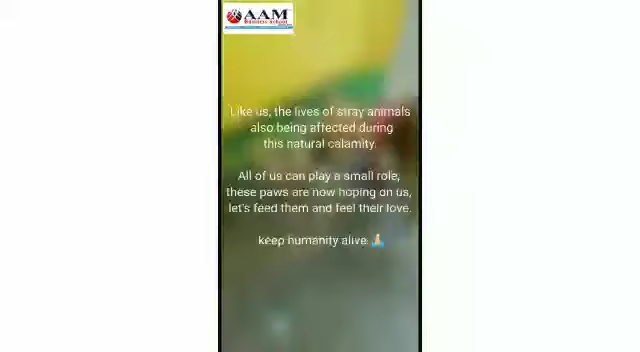 AAM
Business School
Like us, the lives of stray animals
also being affected during
this natural calamity.
All of us can play a small role,
these paws are now hoping on us,
let's feed them and feel their love.
keep humanity alive 🙏